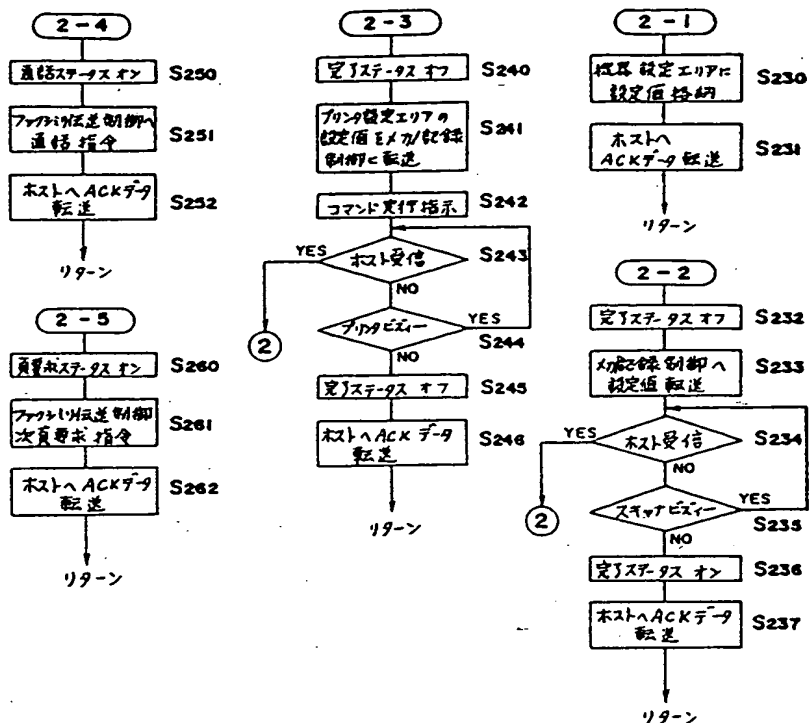 2-4
通話ステータス オン
S250
ファクシミリ伝送制御へ
通話指令
S251
ホストへACKデータ
転送
S252
リターン
2-5
頁要求ステータス オン
S260
ファクシミリ伝送制御
次頁要求指令
S261
ホストへACKデータ
転送
S262
リターン
2-3
完了ステータス オフ
S240
プリンタ設定エリアの
設定値をメカ/記録
制御に転送
S241
コマンド実行指示
S242
ホスト受信
S243
YES
NO
2
プリンタビズィー
S244
YES
NO
完了ステータス オフ
S245
ホストへACKデータ
転送
S246
リターン
2-1
設定エリアに
設定値格納
S230
ホストへ
ACKデータ転送
S231
リターン
2-2
完了ステータス オフ
S232
記録制御へ
設定値転送
S233
ホスト受信
S234
YES
NO
2
スキャナビズィー
S235
YES
NO
完了ステータス オン
S236
ホストへACKデータ
転送
S237
リターン